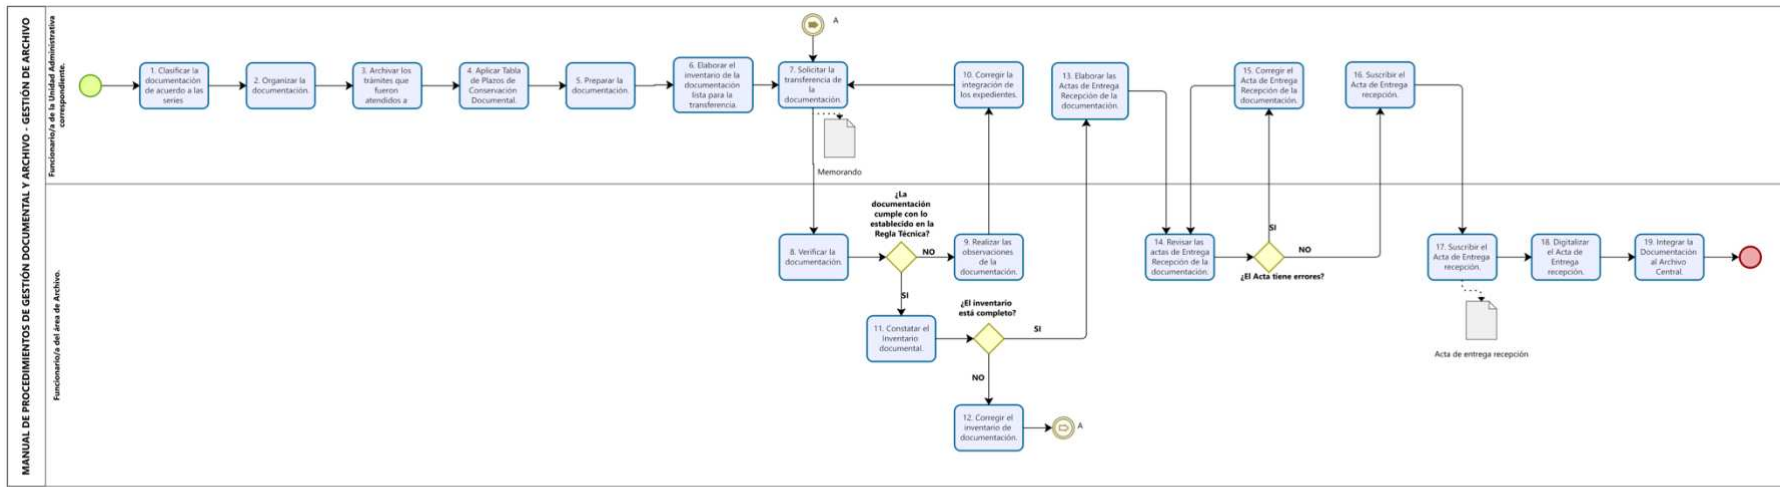 MANUAL DE PROCEDIMIENTOS DE GESTIÓN DOCUMENTAL Y ARCHIVO - GESTIÓN DE ARCHIVO
Funcionario/a de la Unidad Administrativa
correspondiente.
A
1. Clasificar la
documentación
de acuerdo a las
series
2. Organizar la
documentación.
3. Archivar los
trámites que
fueron
atendidos a
4. Aplicar Tabla
de Plazos de
Conservación
Documental.
5. Preparar la
documentación.
6. Elaborar el
inventario de la
documentación
lista para la
transferencia.
7. Solicitar la
transferencia de
la
documentación.
Memorando
10. Corregir la
integración de
los expedientes.
13. Elaborar las
Actas de Entrega
Recepción de la
documentación.
15. Corregir el
Acta de Entrega
Recepción de la
documentación.
16. Suscribir el
Acta de Entrega
recepción.
Funcionario/a del área de Archivo.
8. Verificar la
documentación.
¿La
documentación
cumple con lo
establecido en la
Regla Técnica?
NO
SI
9. Realizar las
observaciones
de la
documentación.
11. Constatar el
Inventario
documental.
¿El inventario
está completo?
SI
NO
12. Corregir el
inventario de
documentación.
A
14. Revisar las
actas de Entrega
Recepción de la
documentación.
SI
NO
¿El Acta tiene errores?
17. Suscribir el
Acta de Entrega
recepción.
Acta de entrega recepción
18. Digitalizar
el Acta de
Entrega
recepción.
19. Integrar la
Documentación
al Archivo
Central.